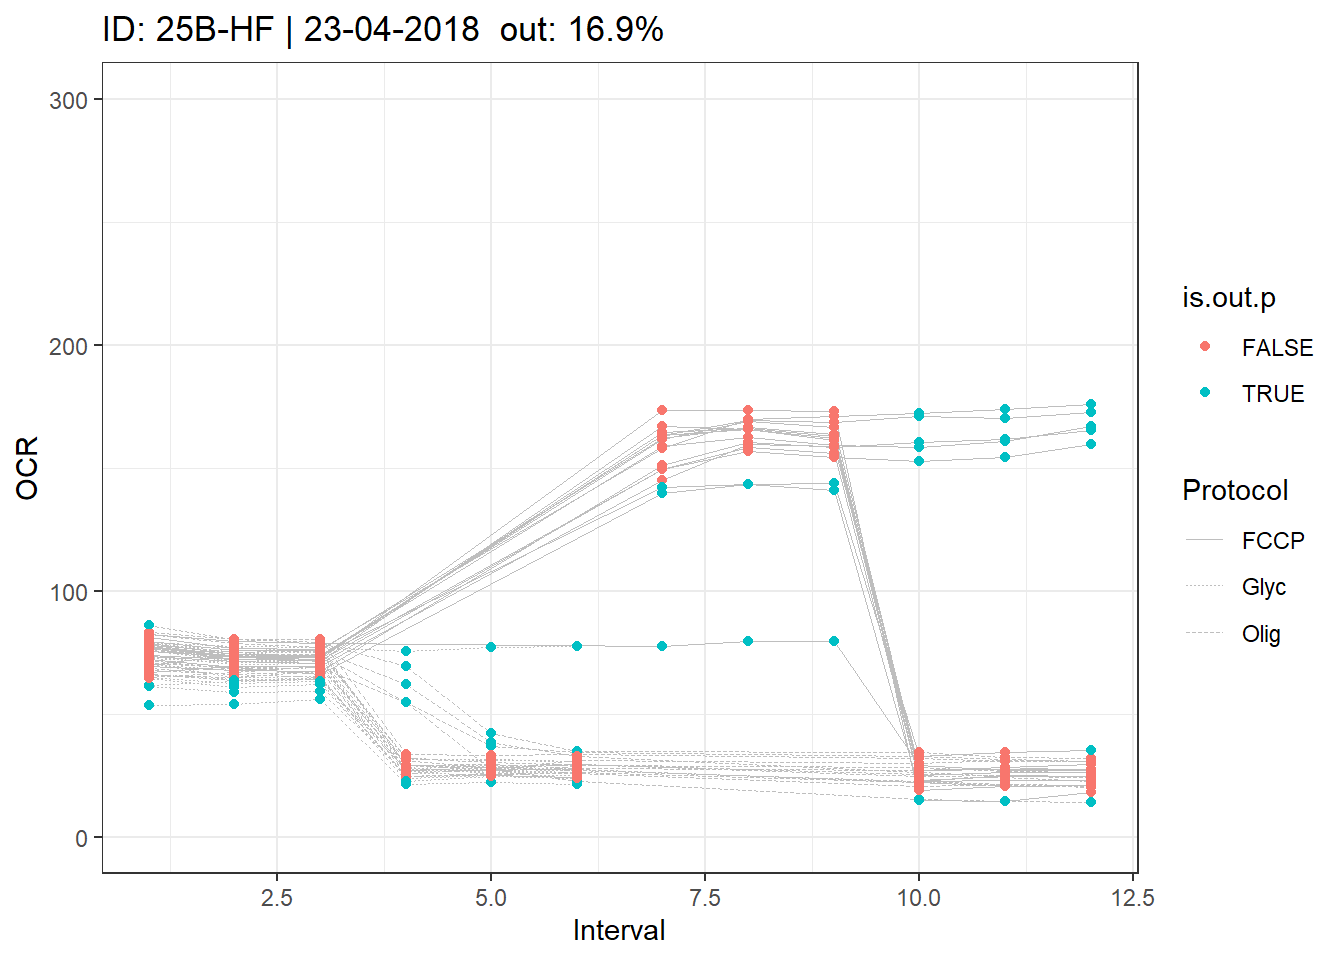 ID: 25B-HF | 23-04-2018  out: 16.9%
300
200
100
0
OCR
2.5
5.0
7.5
10.0
12.5
Interval
is.out.p
FALSE
TRUE
Protocol
FCCP
Glyc
Olig